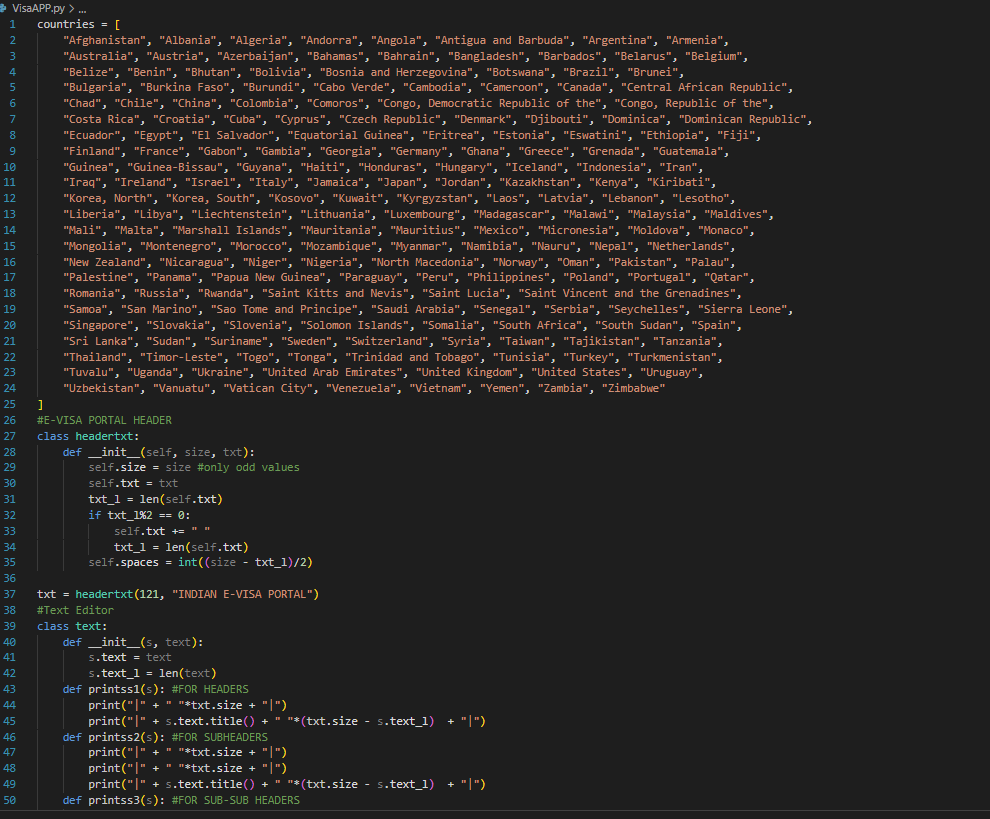 VisaAPP.py > ...
1 countries = [
2 "Afghanistan", "Albania", "Algeria", "Andorra", "Angola", "Antigua and Barbuda", "Argentina", "Armenia",
3 "Australia", "Austria", "Azerbaijan", "Bahamas", "Bahrain", "Bangladesh", "Barbados", "Belarus", "Belgium",
4 "Belize", "Benin", "Bhutan", "Bolivia", "Bosnia and Herzegovina", "Botswana", "Brazil", "Brunei",
5 "Bulgaria", "Burkina Faso", "Burundi", "Cabo Verde", "Cambodia", "Cameroon", "Canada", "Central African Republic",
6 "Chad", "Chile", "China", "Colombia", "Comoros", "Congo, Democratic Republic of the", "Congo, Republic of the",
7 "Costa Rica", "Croatia", "Cuba", "Cyprus", "Czech Republic", "Denmark", "Djibouti", "Dominica", "Dominican Republic",
8 "Ecuador", "Egypt", "El Salvador", "Equatorial Guinea", "Eritrea", "Estonia", "Eswatini", "Ethiopia", "Fiji",
9 "Finland", "France", "Gabon", "Gambia", "Georgia", "Germany", "Ghana", "Greece", "Grenada", "Guatemala",
10 "Guinea", "Guinea-Bissau", "Guyana", "Haiti", "Honduras", "Hungary", "Iceland", "Indonesia", "Iran",
11 "Iraq", "Ireland", "Israel", "Italy", "Jamaica", "Japan", "Jordan", "Kazakhstan", "Kenya", "Kiribati",
12 "Korea, North", "Korea, South", "Kosovo", "Kuwait", "Kyrgyzstan", "Laos", "Latvia", "Lebanon", "Lesotho",
13 "Liberia", "Libya", "Liechtenstein", "Lithuania", "Luxembourg", "Madagascar", "Malawi", "Malaysia", "Maldives",
14 "Mali", "Malta", "Marshall Islands", "Mauritania", "Mauritius", "Mexico", "Micronesia", "Moldova", "Monaco",
15 "Mongolia", "Montenegro", "Morocco", "Mozambique", "Myanmar", "Namibia", "Nauru", "Nepal", "Netherlands",
16 "New Zealand", "Nicaragua", "Niger", "Nigeria", "North Macedonia", "Norway", "Oman", "Pakistan", "Palau",
17 "Palestine", "Panama", "Papua New Guinea", "Paraguay", "Peru", "Philippines", "Poland", "Portugal", "Qatar",
18 "Romania", "Russia", "Rwanda", "Saint Kitts and Nevis", "Saint Lucia", "Saint Vincent and the Grenadines",
19 "Samoa", "San Marino", "Sao Tome and Principe", "Saudi Arabia", "Senegal", "Serbia", "Seychelles", "Sierra Leone",
20 "Singapore", "Slovakia", "Slovenia", "Solomon Islands", "Somalia", "South Africa", "South Sudan", "Spain",
21 "Sri Lanka", "Sudan", "Suriname", "Sweden", "Switzerland", "Syria", "Taiwan", "Tajikistan", "Tanzania",
22 "Thailand", "Timor-Leste", "Togo", "Tonga", "Trinidad and Tobago", "Tunisia", "Turkey", "Turkmenistan",
23 "Tuvalu", "Uganda", "Ukraine", "United Arab Emirates", "United Kingdom", "United States", "Uruguay",
24 "Uzbekistan", "Vanuatu", "Vatican City", "Venezuela", "Vietnam", "Yemen", "Zambia", "Zimbabwe"
25 ]
26 #E-VISA PORTAL HEADER
27 class headertxt:
28 def __init__(self, size, txt):
29 self.size = size #only odd values
30 self.txt = txt
31 txt_l = len(self.txt)
32 if txt_l%2 == 0:
33 self.txt += " "
34 txt_l = len(self.txt)
35 self.spaces = int((size - txt_l)/2)
36
37 txt = headertxt(121, "INDIAN E-VISA PORTAL")
38 #Text Editor
39 class text:
40 def __init__(s, text):
41 s.text = text
42 s.text_l = len(text)
43 def printss1(s): #FOR HEADERS
44 print("|" + " "*txt.size + "|")
45 print("|" + s.text.title() + " "*(txt.size - s.text_l)  + "|")
46 def printss2(s): #FOR SUBHEADERS
47 print("|" + " "*txt.size + "|")
48 print("|" + " "*txt.size + "|")
49 print("|" + s.text.title() + " "*(txt.size - s.text_l)  + "|")
50 def printss3(s): #FOR SUB-SUB HEADERS